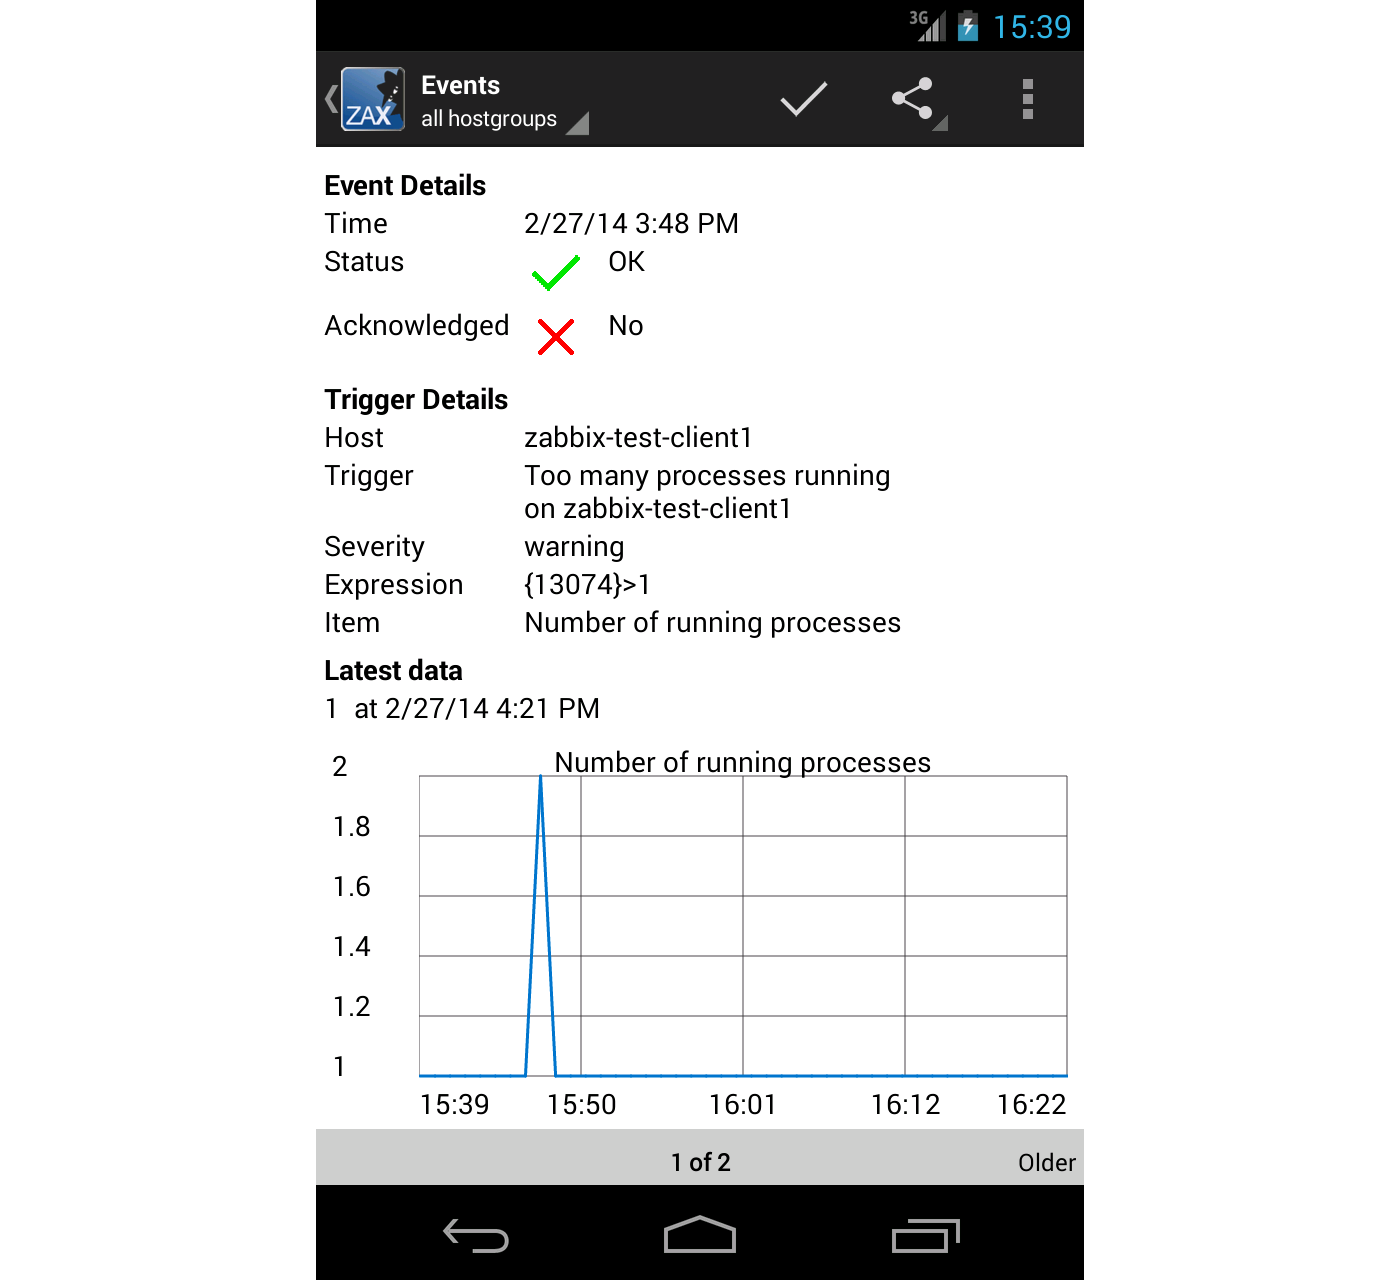 3G 15:39
ZAX
Events
all hostgroups
Event Details
Time 2/27/14 3:48 PM
Status OK
Acknowledged No
Trigger Details
Host zabbix-test-client1
Trigger Too many processes running
on zabbix-test-client1
Severity warning
Expression {13074}>1
Item Number of running processes
Latest data
1 at 2/27/14 4:21 PM
Number of running processes
2
1.8
1.6
1.4
1.2
1
15:39 15:50 16:01 16:12 16:22
1 of 2 Older